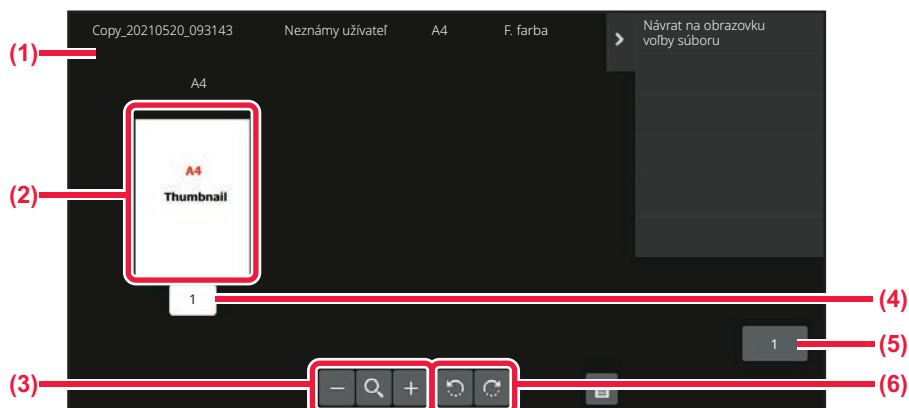 Copy_20210520_093143 Neznámy užívateľ A4 F. farba
Návrat na obrazovku
voľby súboru
(1)
A4
A4
Thumbnail
(2)
1
(4)
1
(5)
(3)
(6)